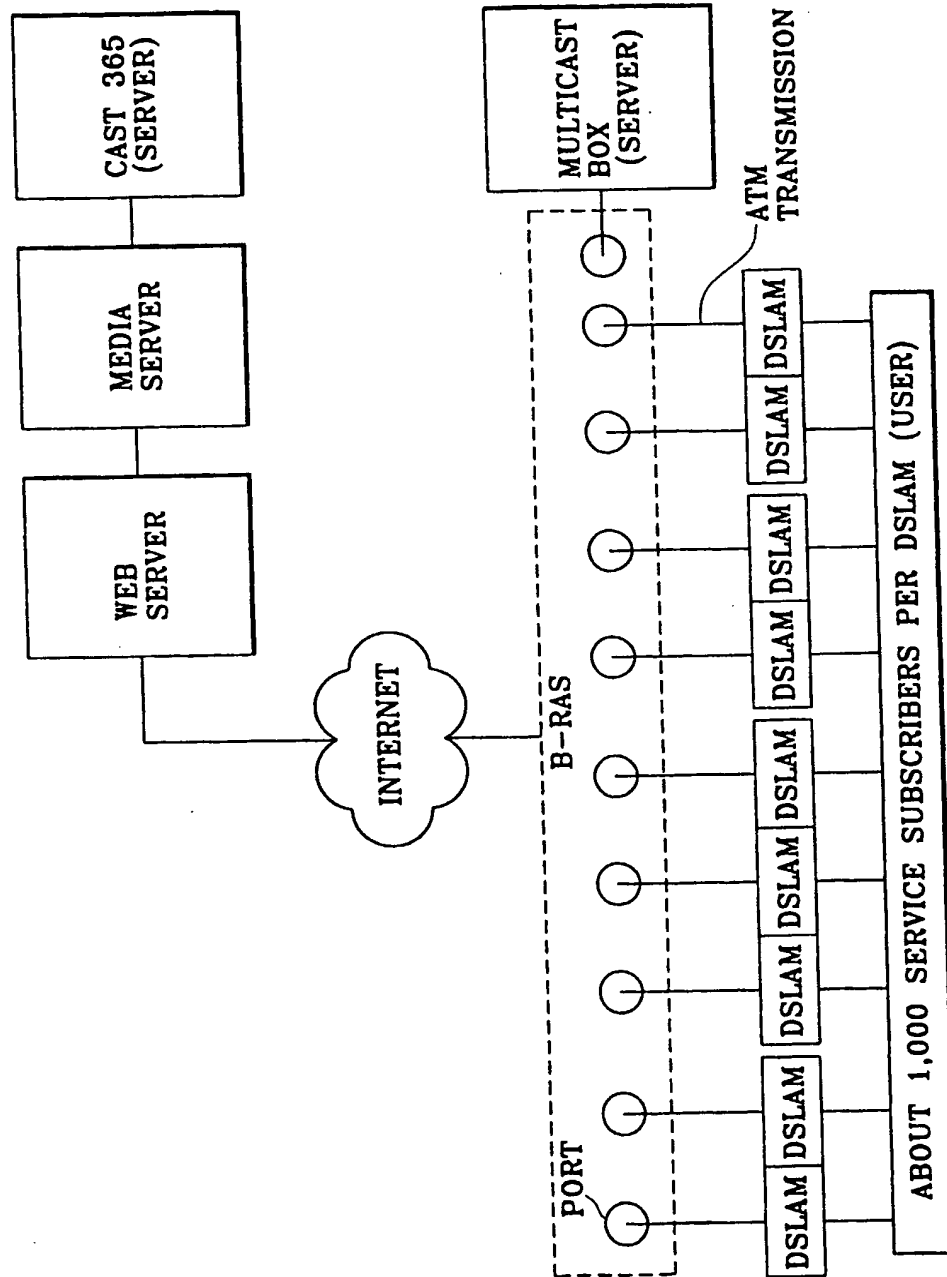 WEB
SERVER
MEDIA
SERVER
CAST 365
(SERVER)
INTERNET
B-RAS
PORT
MULTICAST
BOX
(SERVER)
ATM
TRANSMISSION
DSLAM DSLAM DSLAM DSLAM DSLAM DSLAM DSLAM DSLAM DSLAM
ABOUT 1,000 SERVICE SUBSCRIBERS PER DSLAM (USER)